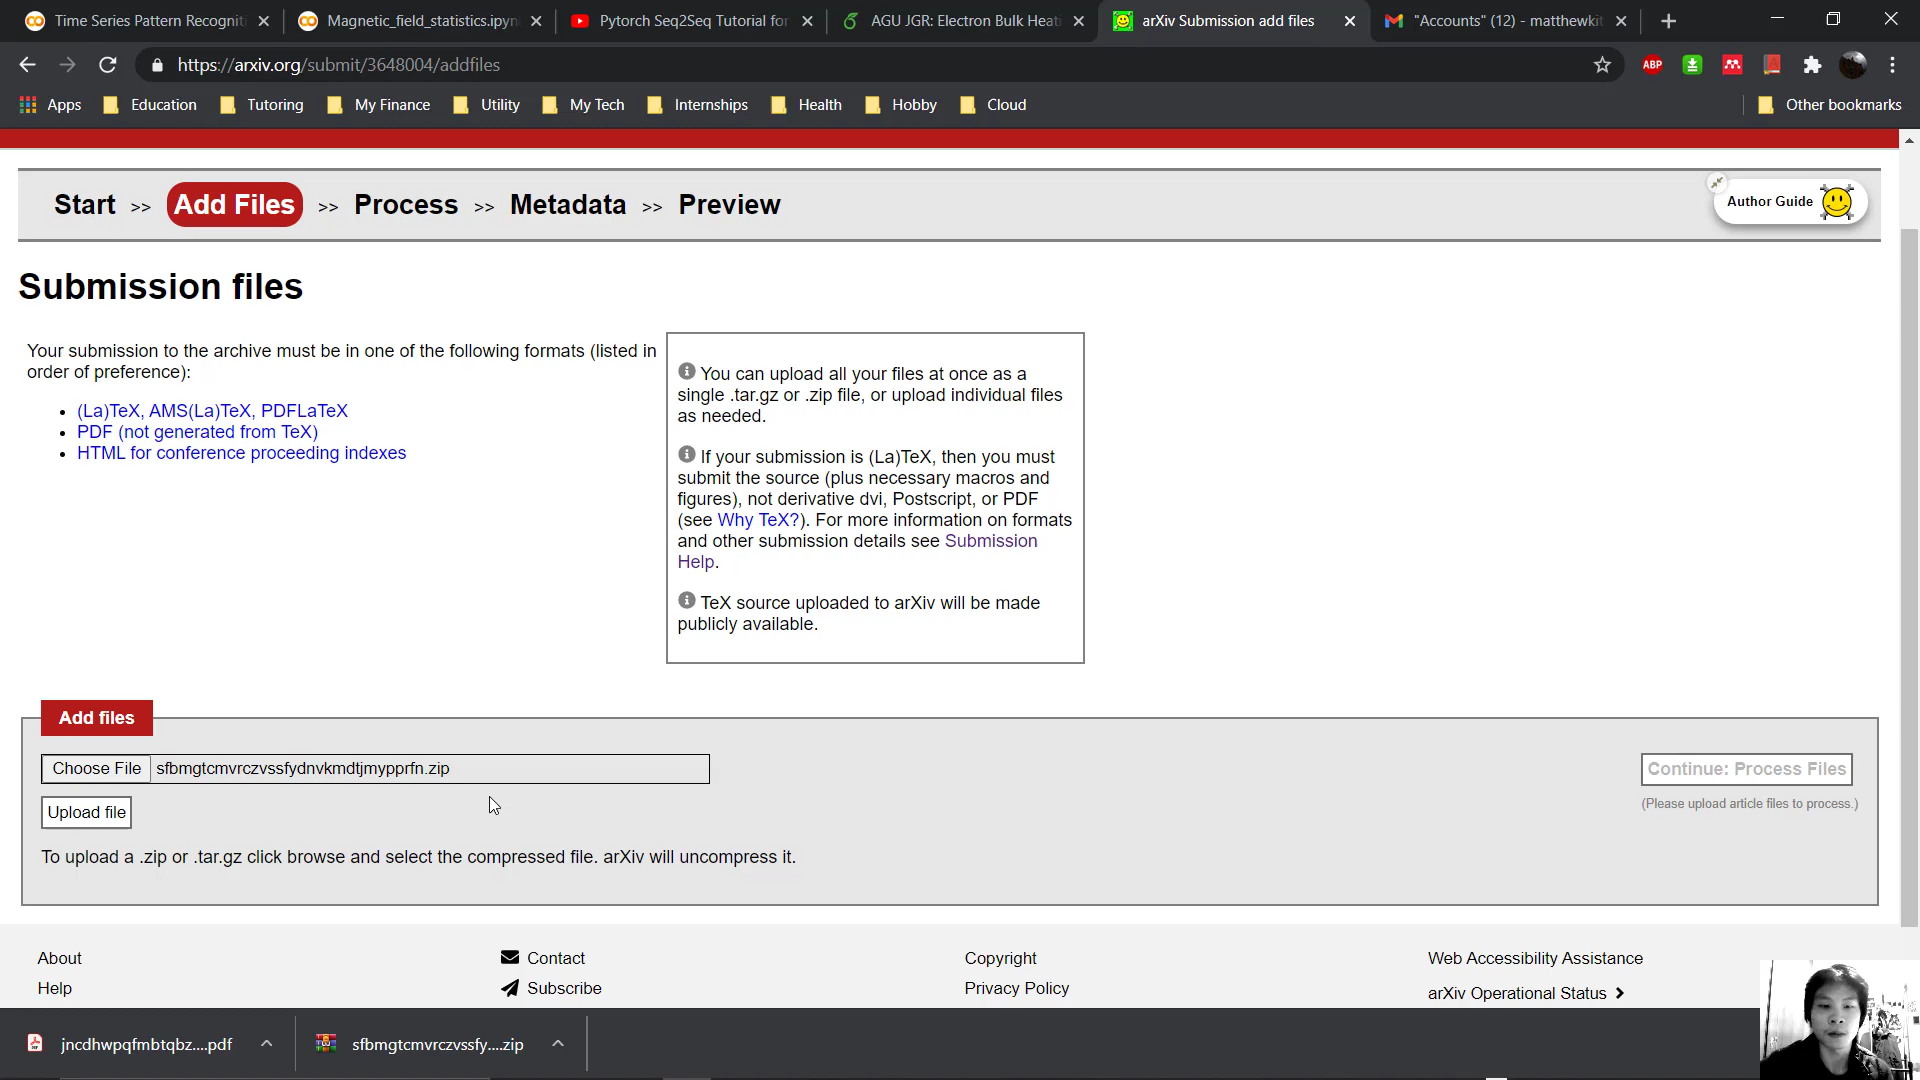 Time Series Pattern Recogniti
Magnetic_field_statistics.ipyn
Pytorch Seq2Seq Tutorial for
AGU JGR: Electron Bulk Heati
arXiv Submission add files
"Accounts" (12) - matthewkit
https://arxiv.org/submit/3648004/addfiles
ABP
Apps
Education
Tutoring
My Finance
Utility
My Tech
Internships
Health
Hobby
Cloud
Other bookmarks
Start >> Add Files >> Process >> Metadata >> Preview
Author Guide
Submission files
Your submission to the archive must be in one of the following formats (listed in
order of preference):
• (La)TeX, AMS(La)TeX, PDFLaTeX
• PDF (not generated from TeX)
• HTML for conference proceeding indexes
You can upload all your files at once as a
single .tar.gz or .zip file, or upload individual files
as needed.
If your submission is (La)TeX, then you must
submit the source (plus necessary macros and
figures), not derivative dvi, Postscript, or PDF
(see Why TeX?). For more information on formats
and other submission details see Submission
Help.
TeX source uploaded to arXiv will be made
publicly available.
Add files
Choose File sfbmgtcmvrczvssfydnvkmdtjmypprfn.zip
Continue: Process Files
(Please upload article files to process.)
Upload file
To upload a .zip or .tar.gz click browse and select the compressed file. arXiv will uncompress it.
About
Contact
Copyright
Web Accessibility Assistance
Help
Subscribe
Privacy Policy
arXiv Operational Status
jncdhwpqfmbtqbz....pdf
sfbmgtcmvrczvssfy....zip